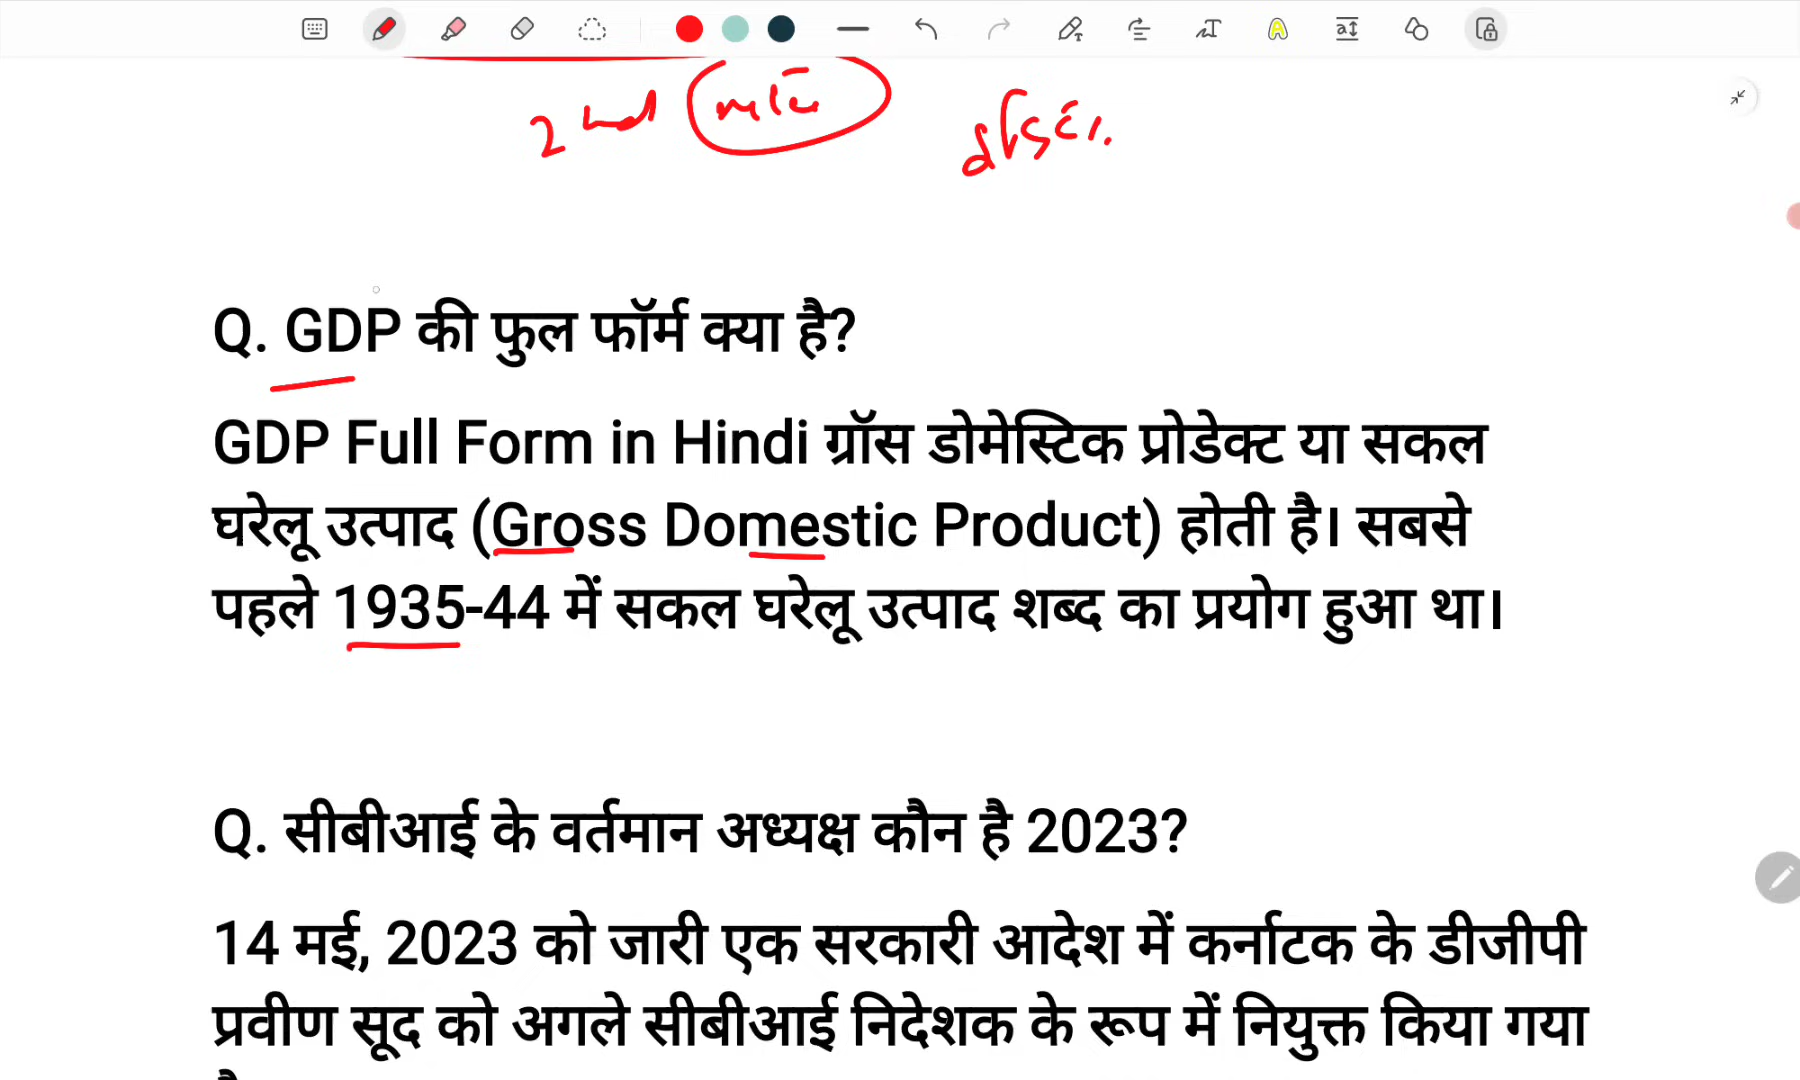 2nd
Q. GDP की फुल फॉर्म क्या है?
GDP Full Form in Hindi ग्रॉस डोमेस्टिक प्रोडेक्ट या सकल
घरेलू उत्पाद (Gross Domestic Product) होती है। सबसे
पहले 1935-44 में सकल घरेलू उत्पाद शब्द का प्रयोग हुआ था।
Q. सीबीआई के वर्तमान अध्यक्ष कौन है 2023?
14 मई, 2023 को जारी एक सरकारी आदेश में कर्नाटक के डीजीपी
प्रवीण सूद को अगले सीबीआई निदेशक के रूप में नियुक्त किया गया